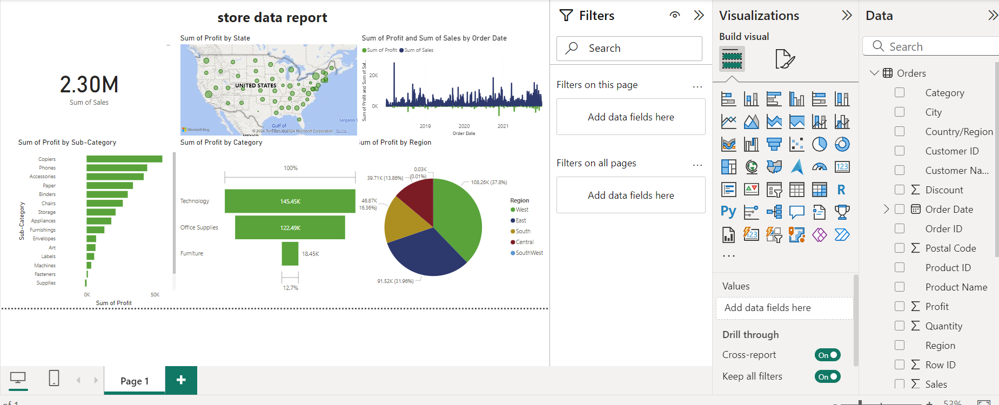 store data report
2.30M
Sum of Sales
Sum of Profit by State
UNITED STATES
Gulf of
Sargasso S
Microsoft Bing
© 2024 TomTom, © 2024 Microsoft Corporation Terms
Sum of Profit and Sum of Sales by Order Date
Sum of Profit Sum of Sales
Sum of Profit and Sum of Sal...
20K
0K
2019 2020 2021
Order Date
Sum of Profit by Sub-Category
Sub-Category
Copiers
Phones
Accessories
Paper
Binders
Chairs
Storage
Appliances
Furnishings
Envelopes
Art
Labels
Machines
Fasteners
Supplies
0K 50K
Sum of Profit
Sum of Profit by Category
100%
Technology 145.45K
Office Supplies 122.49K
Furniture 18.45K
12.7%
um of Profit by Region
0.03K
(0.01%)
39.71K (13.86%)
108.26K (37.8%)
46.87K
16.36%)
91.52K (31.96%)
Region
West
East
South
Central
SouthWest
Page 1
+
of 1
Filters
Search
Filters on this page ...
Add data fields here
Filters on all pages ...
Add data fields here
Visualizations
Build visual
123
R
Py
123
...
Values
Add data fields here
Drill through
Cross-report On
Keep all filters On
Data
Search
Orders
Category
City
Country/Region
Customer ID
Customer Na...
Σ Discount
Order Date
Order ID
Σ Postal Code
Product ID
Product Name
Σ Profit
Σ Quantity
Region
Σ Row ID
Σ Sales
- + 53%